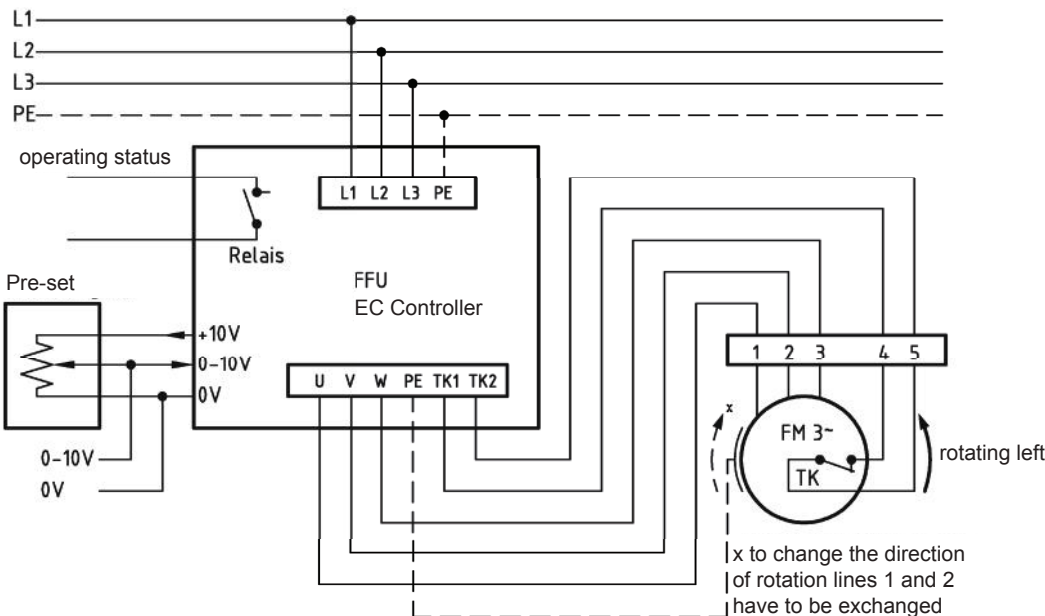 L1
L2
L3
PE
operating status
L1 L2 L3 PE
Relais
FFU
EC Controller
Pre-set
+10V
0-10V
0V
U V W PE TK1 TK2
0-10V
0V
1 2 3 4 5
x
FM 3~
TK
rotating left
x to change the direction
of rotation lines 1 and 2
have to be exchanged